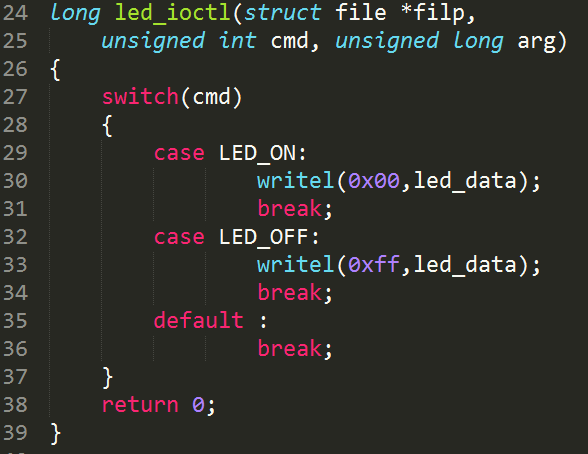 24 long led_ioctl(struct file *filp,
25     unsigned int cmd, unsigned long arg)
26 {
27     switch(cmd)
28     {
29         case LED_ON:
30                 writel(0x00,led_data);
31                 break;
32         case LED_OFF:
33                 writel(0xff,led_data);
34                 break;
35         default :
36                 break;
37     }
38     return 0;
39 }